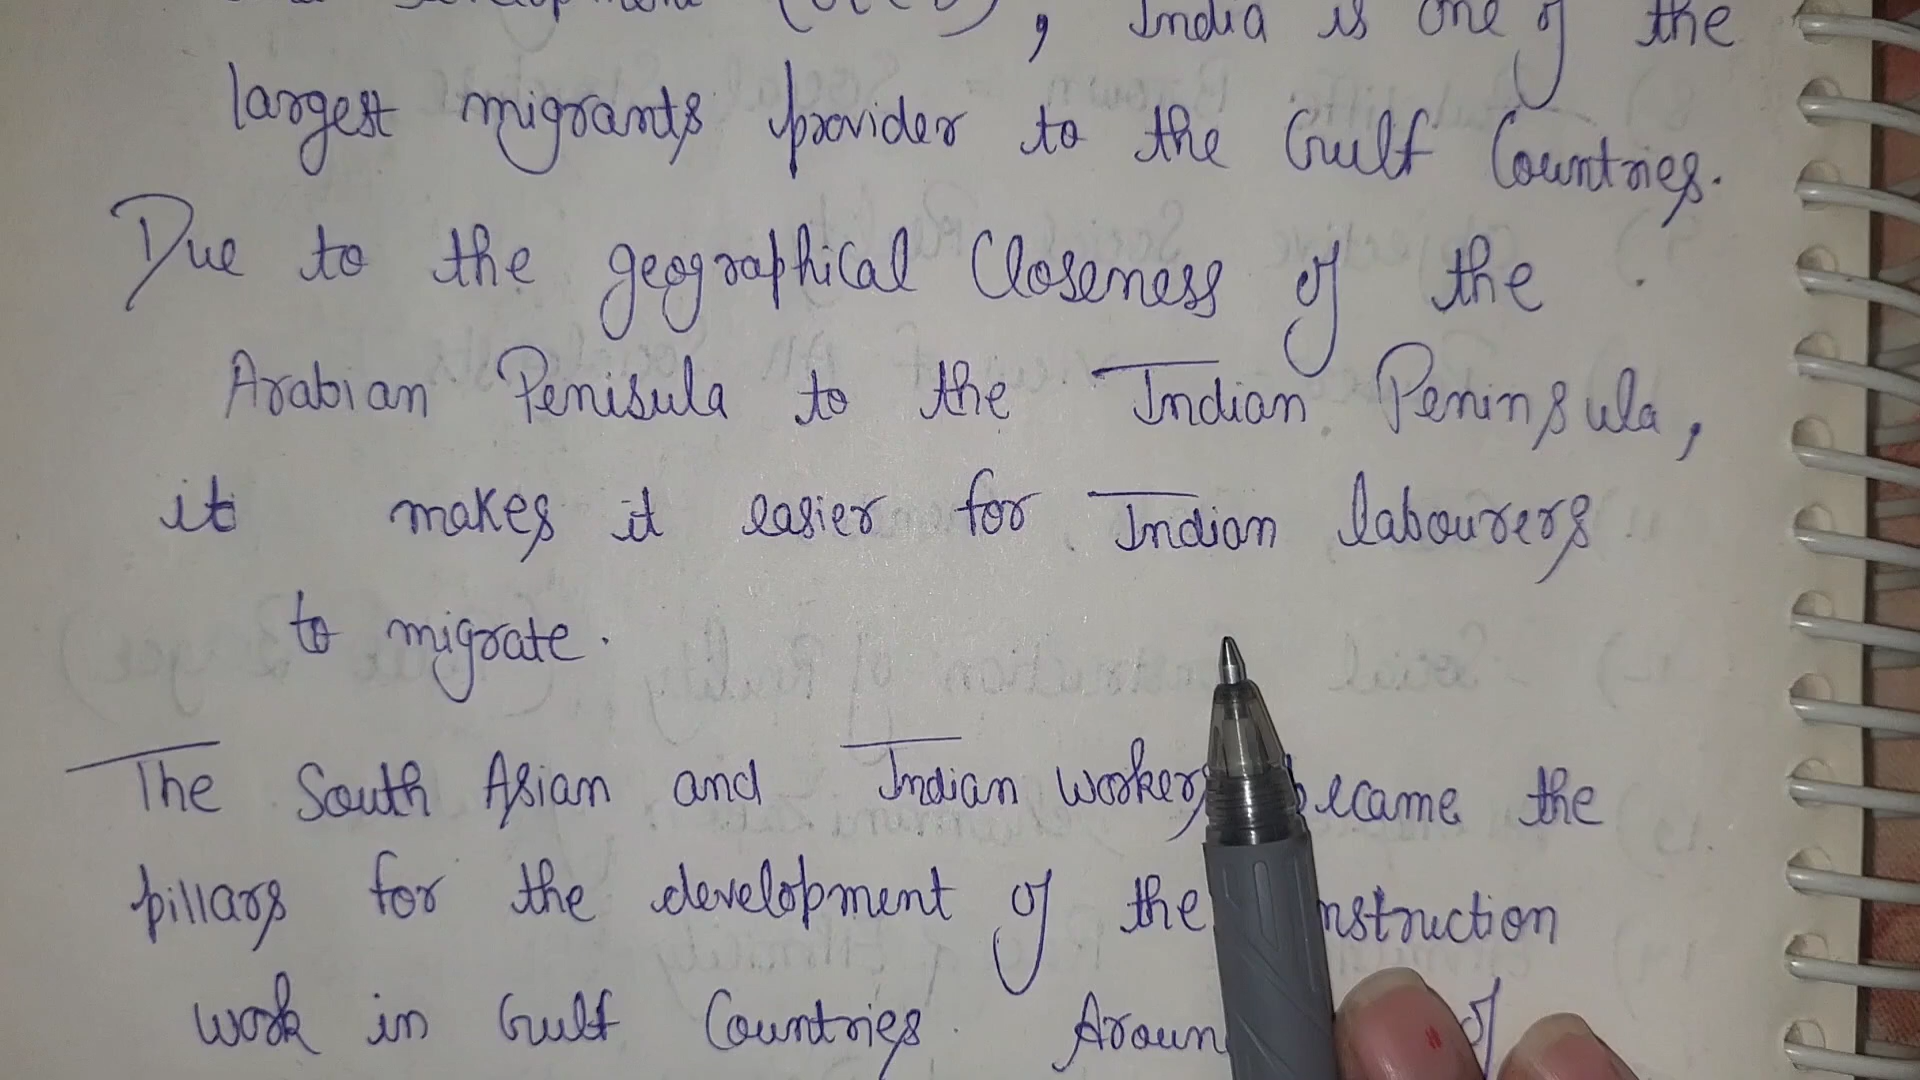 India is one of the
largest migrants provider to the Gulf Countries.
Due to the geographical Closeness of the
Arabian Penisula to the Indian Peninsula,
it makes it easier for Indian labourers
to migrate.
The South Asian and Indian workers became the
pillars for the development of the
work in Gulf Countries. of